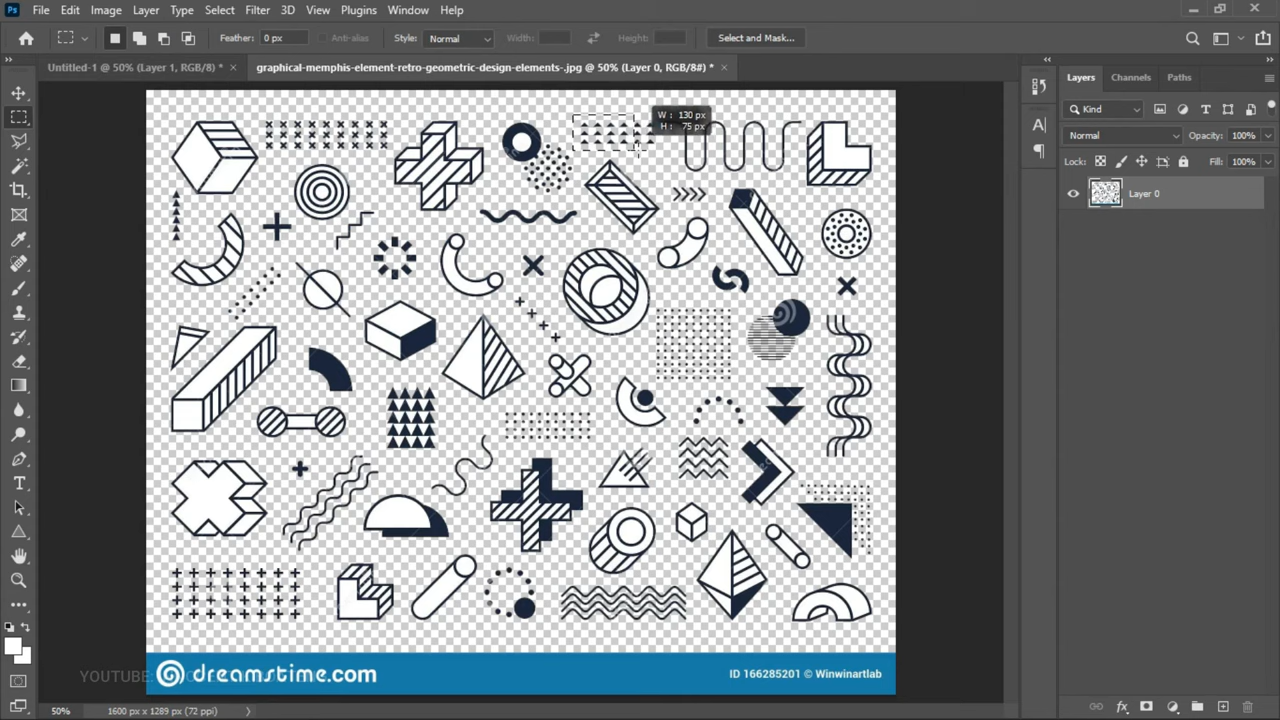 Ps File Edit Image Layer Type Select Filter 3D View Plugins Window Help
Feather: 0 px Anti-alias Style: Normal Width: Height: Select and Mask...
Untitled-1 @ 50% (Layer 1, RGB/8) * × graphical-memphis-element-retro-geometric-design-elements-.jpg @ 50% (Layer 0, RGB/8#) * ×
Layers Channels Paths
Kind
Normal Opacity: 100%
Lock: Fill: 100%
Layer 0
W: 130 px
H: 75 px
YOUTUBE:
dreamstime.com
ID 166285201 © Winwinartlab
50% 1600 px x 1289 px (72 ppi)